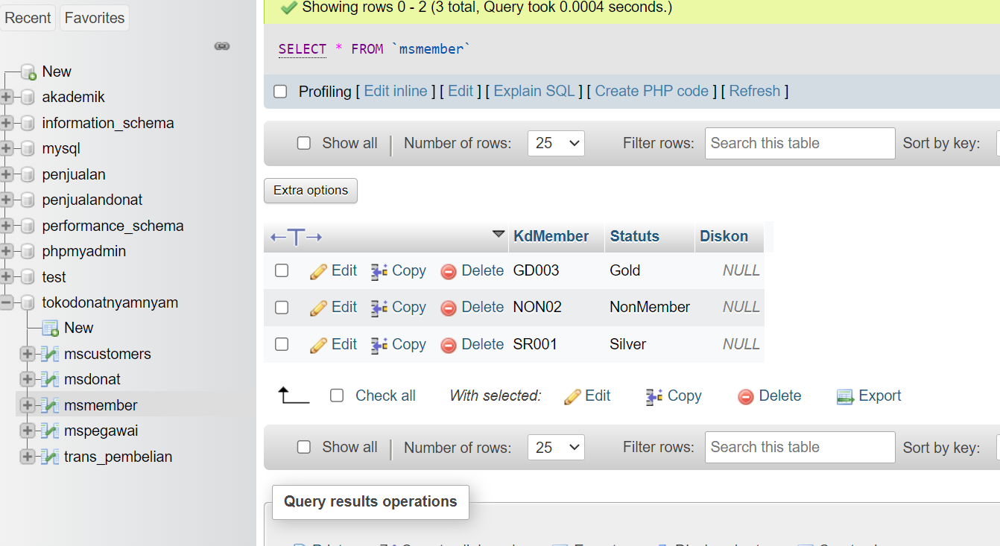 Recent Favorites
New
akademik
information_schema
mysql
penjualan
penjualandonat
performance_schema
phpmyadmin
test
tokodonatnyamnyam
New
mscustomers
msdonat
msmember
mspegawai
trans_pembelian
Showing rows 0 - 2 (3 total, Query took 0.0004 seconds.)
SELECT * FROM `msmember`
Profiling [ Edit inline ] [ Edit ] [ Explain SQL ] [ Create PHP code ] [ Refresh ]
Show all Number of rows: 25 Filter rows: Search this table Sort by key:
Extra options
←T→ KdMember Statuts Diskon
Edit Copy Delete GD003 Gold NULL
Edit Copy Delete NON02 NonMember NULL
Edit Copy Delete SR001 Silver NULL
Check all With selected: Edit Copy Delete Export
Show all Number of rows: 25 Filter rows: Search this table Sort by key:
Query results operations